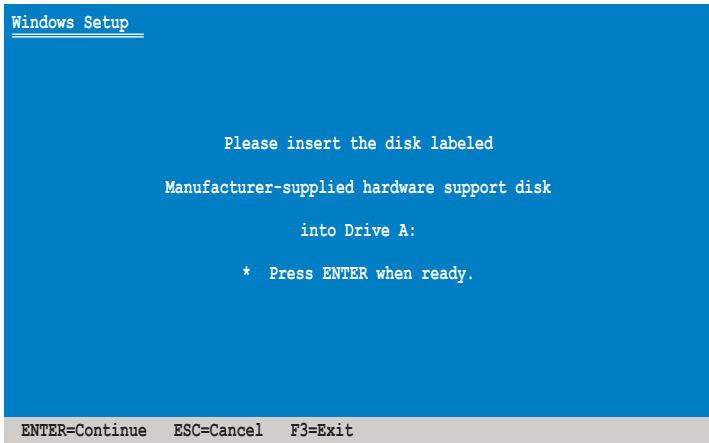 Windows Setup
Please insert the disk labeled
Manufacturer-supplied hardware support disk
into Drive A:
* Press ENTER when ready.
ENTER=Continue ESC=Cancel F3=Exit